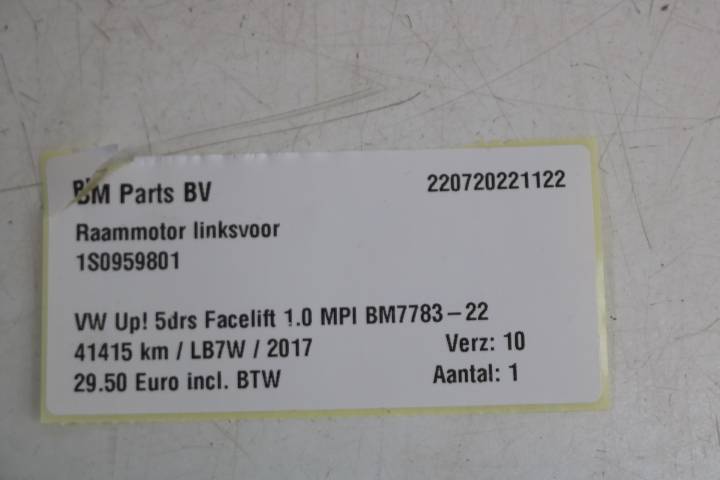 BM Parts BV 220720221122
Raammotor linksvoor
1S0959801
VW Up! 5drs Facelift 1.0 MPI BM7783-22
41415 km / LB7W / 2017 Verz: 10
29.50 Euro incl. BTW Aantal: 1